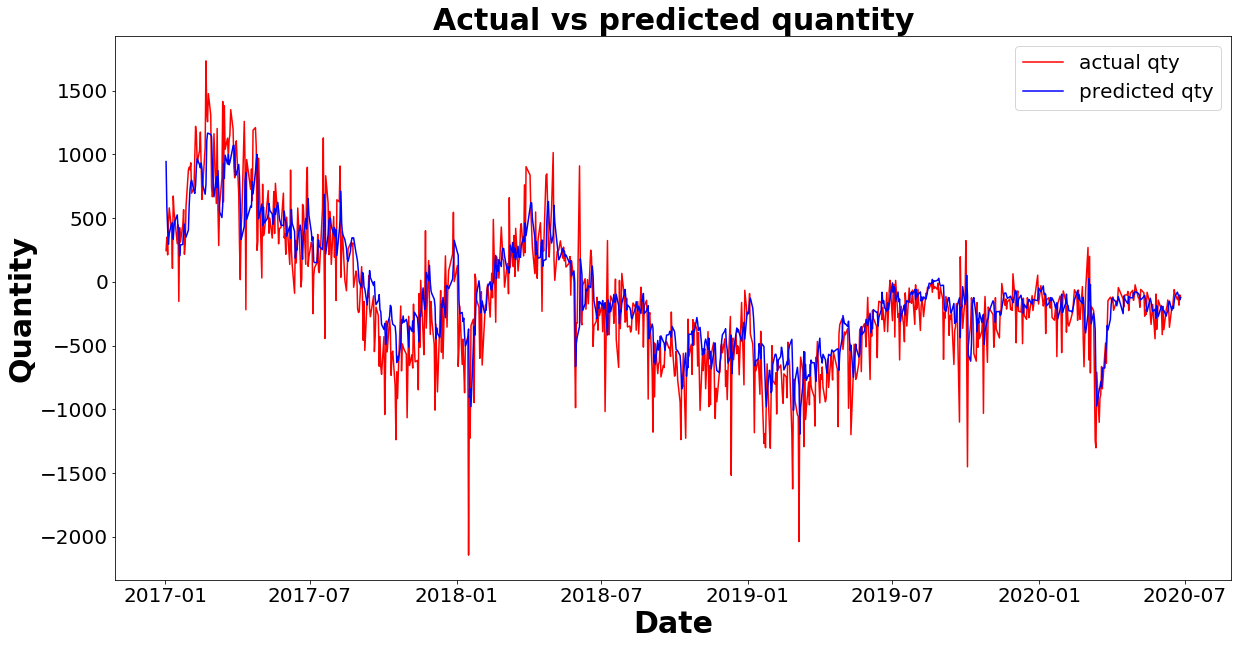 Actual vs predicted quantity
actual qty
predicted qty
Quantity
1500
1000
500
0
−500
−1000
−1500
−2000
2017-01 2017-07 2018-01 2018-07 2019-01 2019-07 2020-01 2020-07
Date